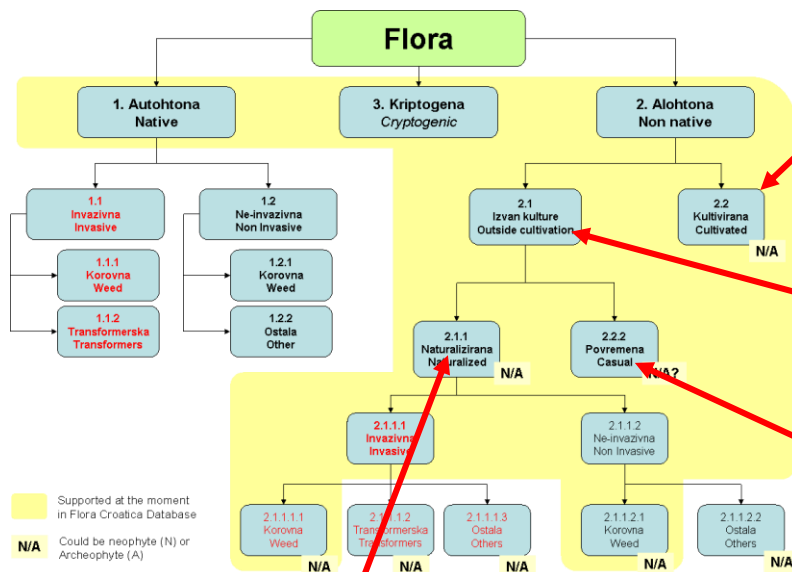 Flora
1. Autohtona
Native
3. Kriptogena
Cryptogenic
2. Alohtona
Non native
1.1
Invazivna
Invasive
1.2
Ne-invazivna
Non Invasive
2.1
Izvan kulture
Outside cultivation
2.2
Kultivirana
Cultivated
N/A
1.1.1
Korovna
Weed
1.2.1
Korovna
Weed
1.1.2
Transformerska
Transformers
1.2.2
Ostala
Other
2.1.1
Naturalizirana
Naturalized
N/A
2.2.2
Povremena
Casual
N/A?
2.1.1.1
Invazivna
Invasive
2.1.1.2
Ne-invazivna
Non Invasive
2.1.1.1.1
Korovna
Weed
N/A
Transformerska
Transformers
N/A
2.1.1.1.3
Ostala
Others
N/A
2.1.1.2.1
Korovna
Weed
N/A
2.1.1.2.2
Ostala
Others
N/A
Supported at the moment
in Flora Croatica Database
N/A
Could be neophyte (N) or
Archeophyte (A)